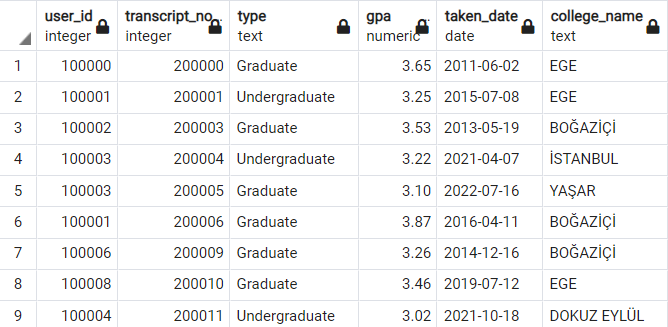 user_id transcript_no. type gpa taken_date college_name
integer integer text numeric date text
1 100000 200000 Graduate 3.65 2011-06-02 EGE
2 100001 200001 Undergraduate 3.25 2015-07-08 EGE
3 100002 200003 Graduate 3.53 2013-05-19 BOĞAZİÇİ
4 100003 200004 Undergraduate 3.22 2021-04-07 İSTANBUL
5 100003 200005 Graduate 3.10 2022-07-16 YAŞAR
6 100001 200006 Graduate 3.87 2016-04-11 BOĞAZİÇİ
7 100006 200009 Graduate 3.26 2014-12-16 BOĞAZİÇİ
8 100008 200010 Graduate 3.46 2019-07-12 EGE
9 100004 200011 Undergraduate 3.02 2021-10-18 DOKUZ EYLÜL